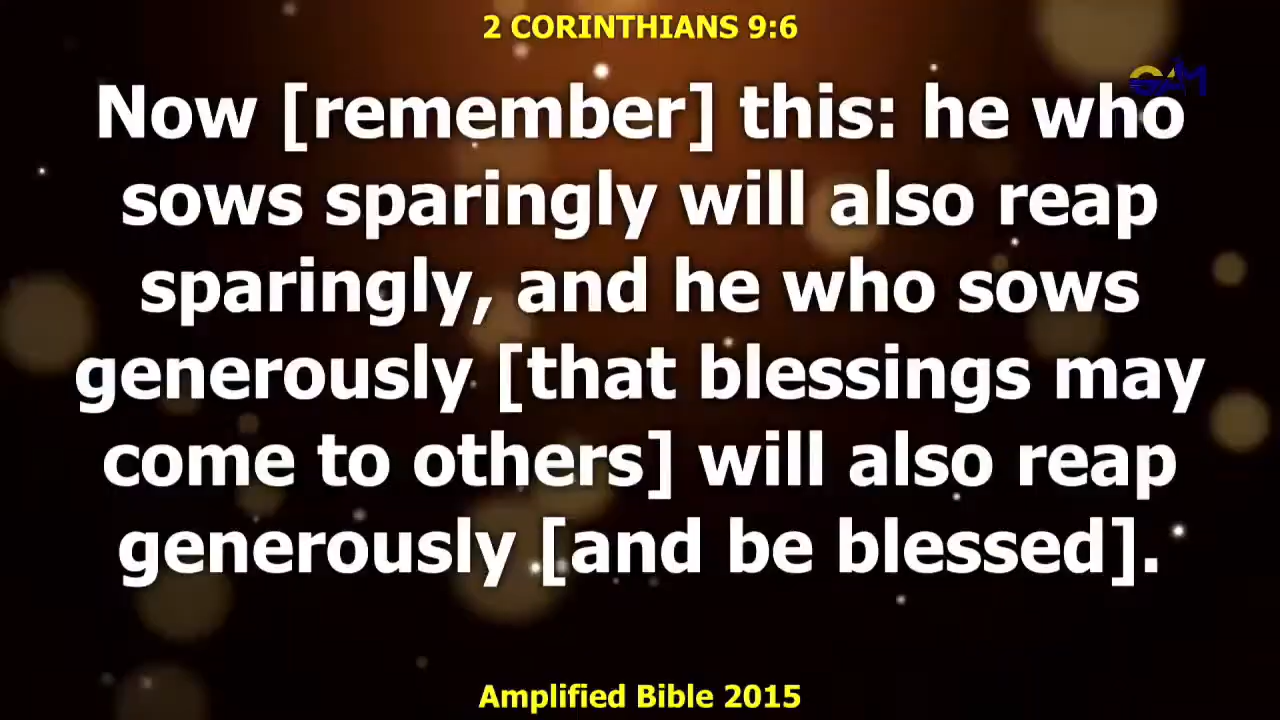 2 CORINTHIANS 9:6
GAM
Now [remember] this: he who
sows sparingly will also reap
sparingly, and he who sows
generously [that blessings may
come to others] will also reap
generously [and be blessed].
Amplified Bible 2015